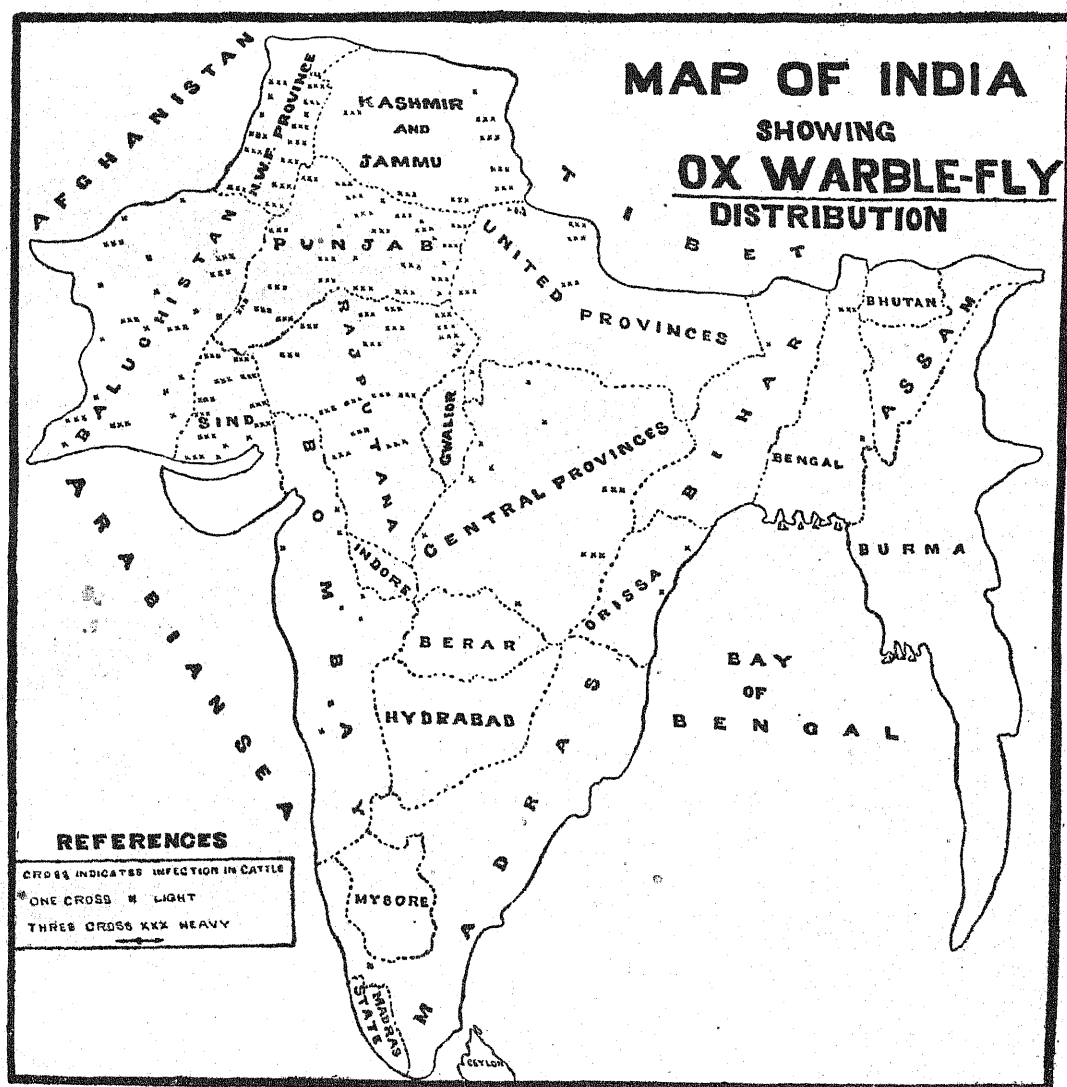 MAP OF INDIA
SHOWING
OX WARBLE-FLY
DISTRIBUTION
AFGHANISTAN
N.W.F. PROVINCE
KASHMIR
AND
JAMMU
TIBET
BALUCHISTAN
PUNJAB
UNITED
PROVINCES
BHUTAN
ASSAM
RAJPUTANA
SIND
GWALIOR
BIHAR
BENGAL
CENTRAL PROVINCES
BOMBAY
INDORE
ORISSA
BURMA
BERAR
ARABIAN SEA
HYDRABAD
BAY
OF
BENGAL
MADRAS
MYSORE
MADRAS
STATE
CEYLON
REFERENCES
CROSS INDICATES INFECTION IN CATTLE
ONE CROSS x LIGHT
THREE CROSS XXX HEAVY